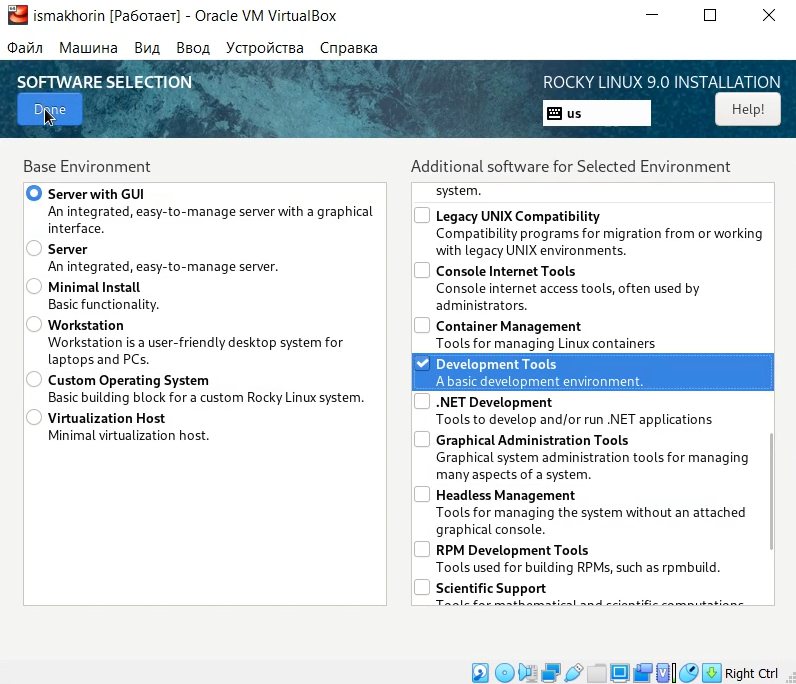 ismakhorin [Работает] - Oracle VM VirtualBox
Файл Машина Вид Ввод Устройства Справка
SOFTWARE SELECTION
ROCKY LINUX 9.0 INSTALLATION
Done
us
Help!
Base Environment
Server with GUI
An integrated, easy-to-manage server with a graphical
interface.
Server
An integrated, easy-to-manage server.
Minimal Install
Basic functionality.
Workstation
Workstation is a user-friendly desktop system for
laptops and PCs.
Custom Operating System
Basic building block for a custom Rocky Linux system.
Virtualization Host
Minimal virtualization host.
Additional software for Selected Environment
system.
Legacy UNIX Compatibility
Compatibility programs for migration from or working
with legacy UNIX environments.
Console Internet Tools
Console internet access tools, often used by
administrators.
Container Management
Tools for managing Linux containers
Development Tools
A basic development environment.
.NET Development
Tools to develop and/or run .NET applications
Graphical Administration Tools
Graphical system administration tools for managing
many aspects of a system.
Headless Management
Tools for managing the system without an attached
graphical console.
RPM Development Tools
Tools used for building RPMs, such as rpmbuild.
Scientific Support
Tools for mathematical and scientific computations
Right Ctrl